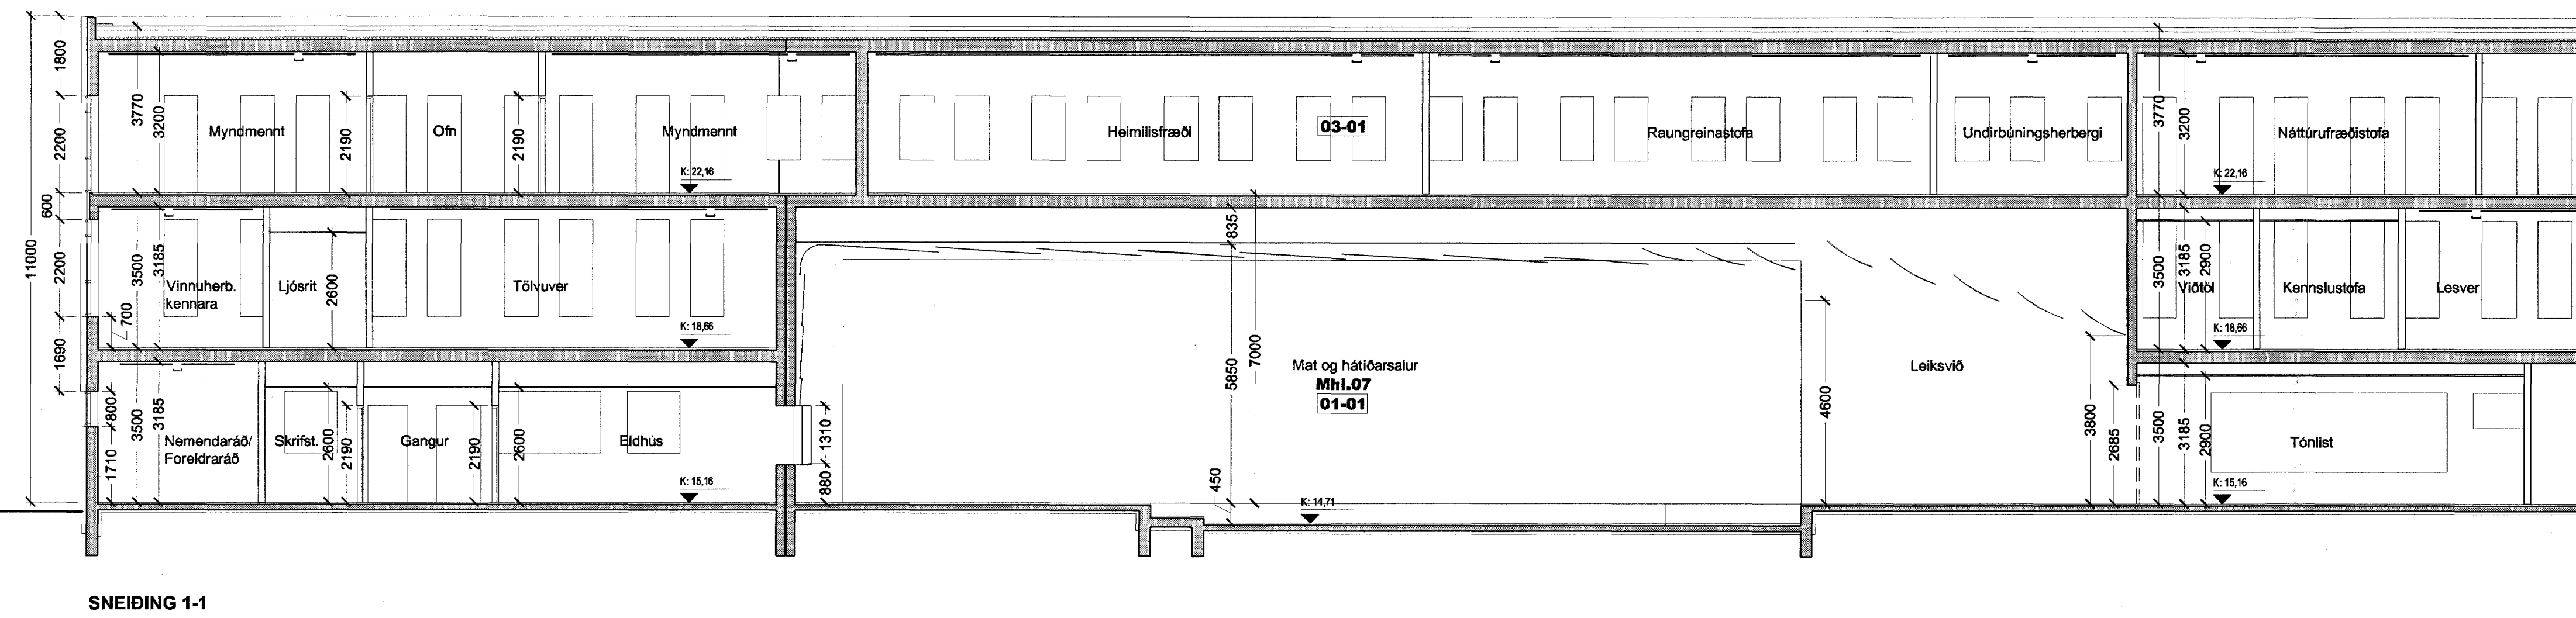 11000
1800
2200
600
2200
1690
700
800
1710
3770
3200
3500
3185
3500
3185
Myndmennt
2190
Ofn
2190
Myndmennt
K: 22,16
Heimilisfræði
03-01
Raungreinastofa
Undirbúningsherbergi
3770
3200
Náttúrufræðistofa
K: 22,16
Vinnuherb.
kennara
Ljósrit
2600
Tölvuver
K: 18,66
835
5850
7000
450
Mat og hátíðarsalur
Mhl.07
01-01
K: 14,71
4600
Leiksvið
3800
2685
3500
3185
2900
Viðtöl
Kennslustofa
Lesver
K: 18,66
Nemendaráð/
Foreldraráð
Skrifst.
2600
2190
Gangur
2190
2600
Eldhús
K: 15,16
1310
880
3500
3185
2900
Tónlist
K: 15,16
SNEIÐING 1-1